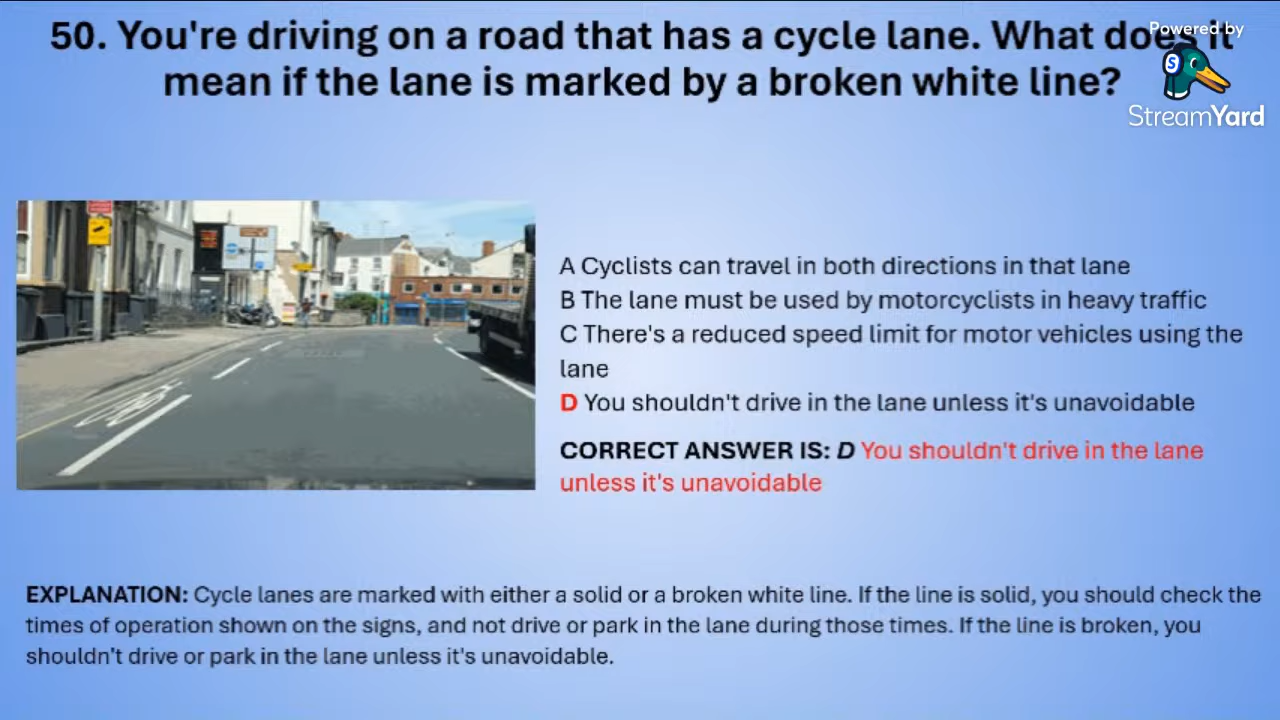 50. You're driving on a road that has a cycle lane. What does it
mean if the lane is marked by a broken white line?
Powered by
StreamYard
A Cyclists can travel in both directions in that lane
B The lane must be used by motorcyclists in heavy traffic
C There's a reduced speed limit for motor vehicles using the
lane
D You shouldn't drive in the lane unless it's unavoidable
CORRECT ANSWER IS: D You shouldn't drive in the lane
unless it's unavoidable
EXPLANATION: Cycle lanes are marked with either a solid or a broken white line. If the line is solid, you should check the
times of operation shown on the signs, and not drive or park in the lane during those times. If the line is broken, you
shouldn't drive or park in the lane unless it's unavoidable.